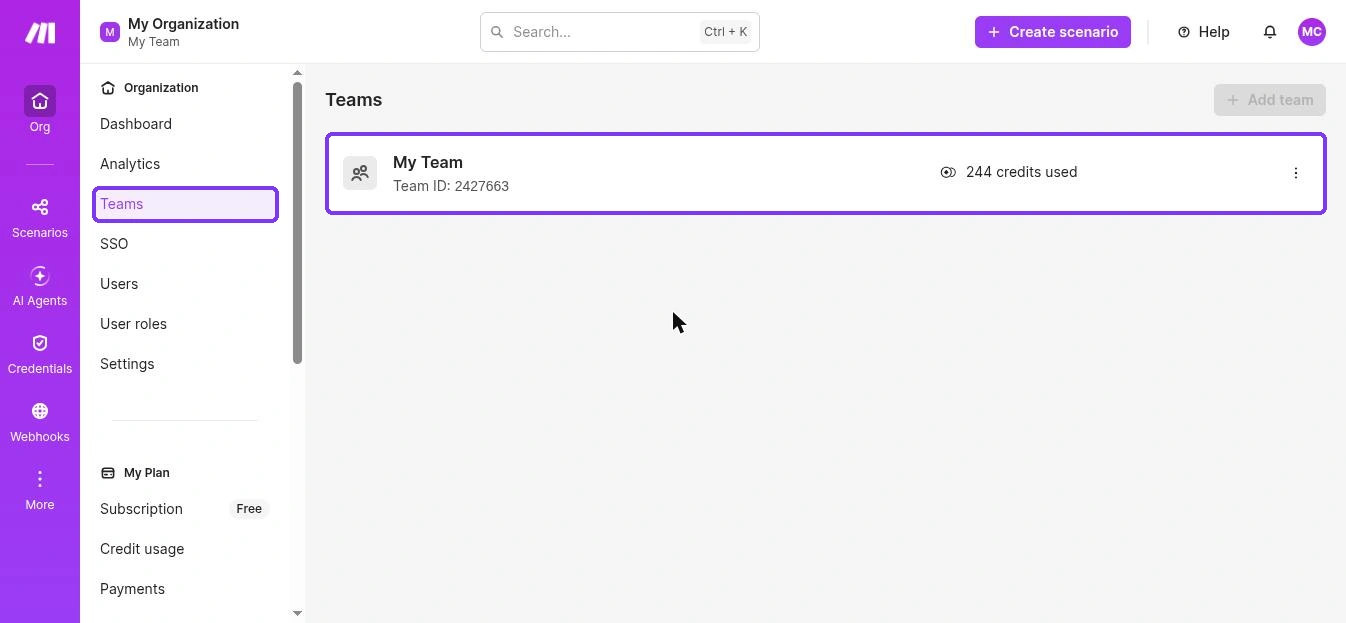 My Organization
My Team
Search...
Ctrl + K
+ Create scenario
Help
MC
M
Org
Scenarios
AI Agents
Credentials
Webhooks
More
Organization
Dashboard
Analytics
Teams
SSO
Users
User roles
Settings
My Plan
Subscription Free
Credit usage
Payments
Teams
+ Add team
My Team
Team ID: 2427663
244 credits used